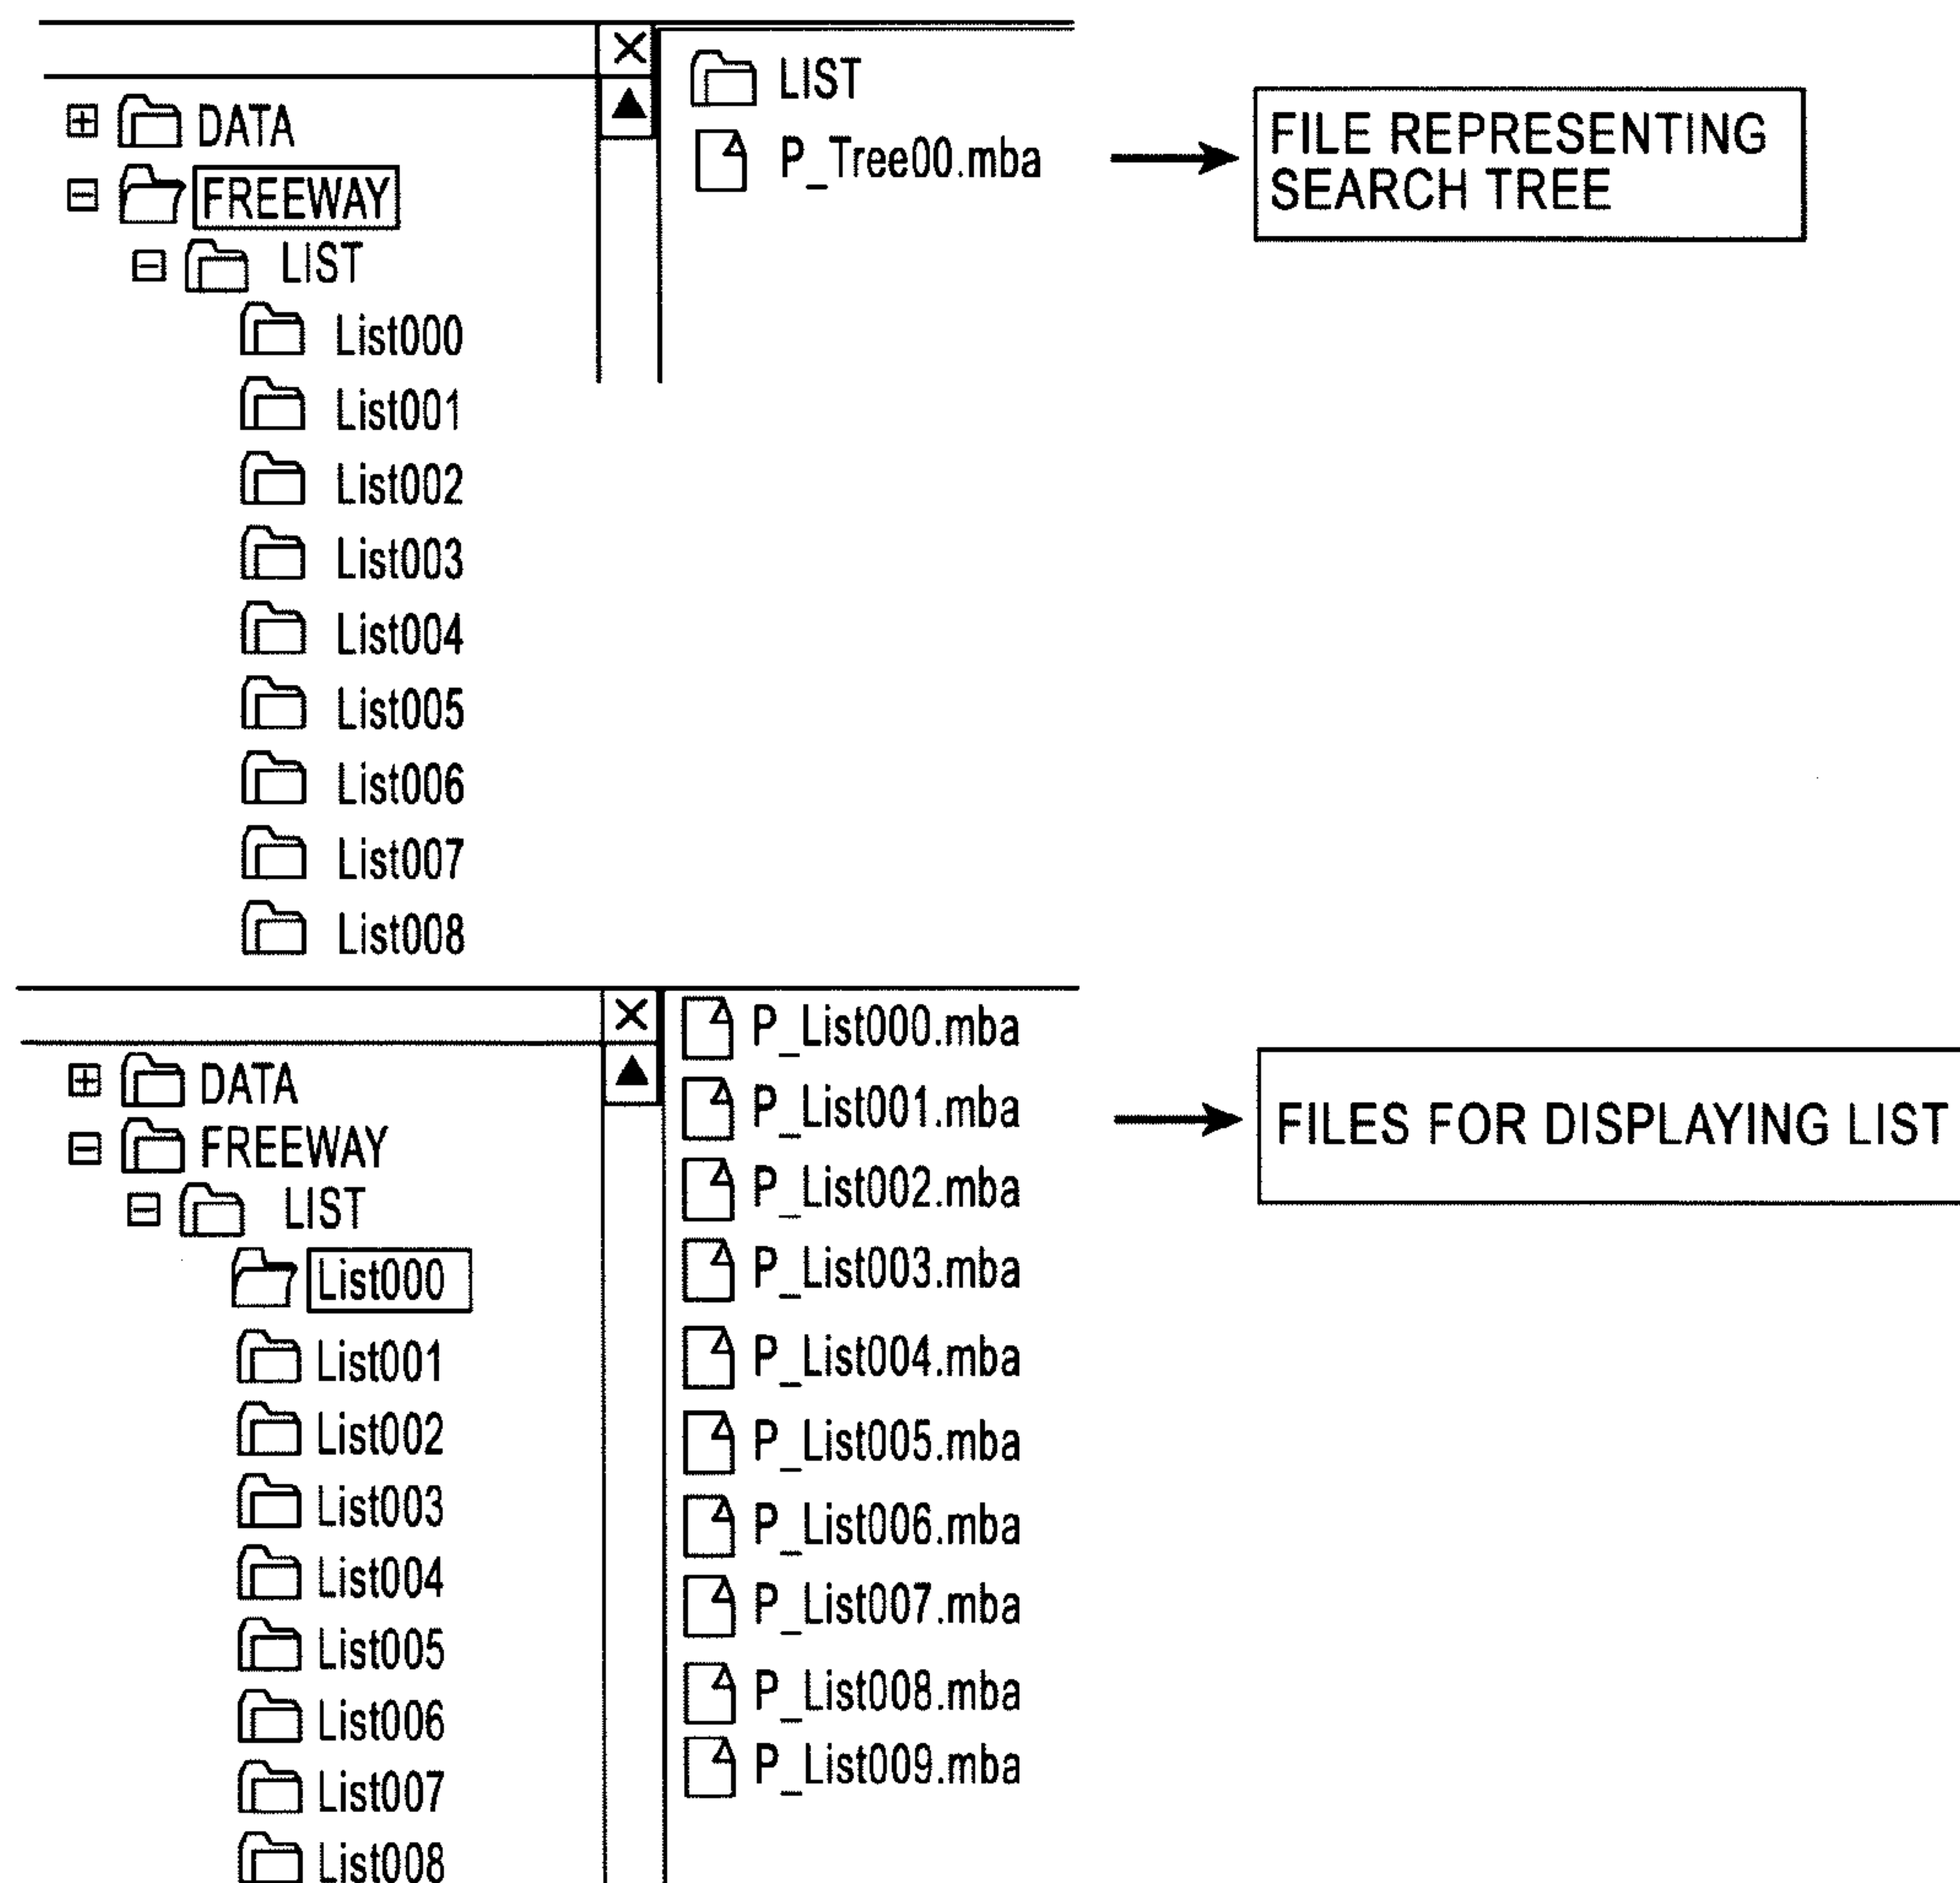 DATA
FREEWAY
LIST
List000
List001
List002
List003
List004
List005
List006
List007
List008
LIST
P_Tree00.mba
FILE REPRESENTING
SEARCH TREE
DATA
FREEWAY
LIST
List000
List001
List002
List003
List004
List005
List006
List007
List008
P_List000.mba
P_List001.mba
P_List002.mba
P_List003.mba
P_List004.mba
P_List005.mba
P_List006.mba
P_List007.mba
P_List008.mba
P_List009.mba
FILES FOR DISPLAYING LIST